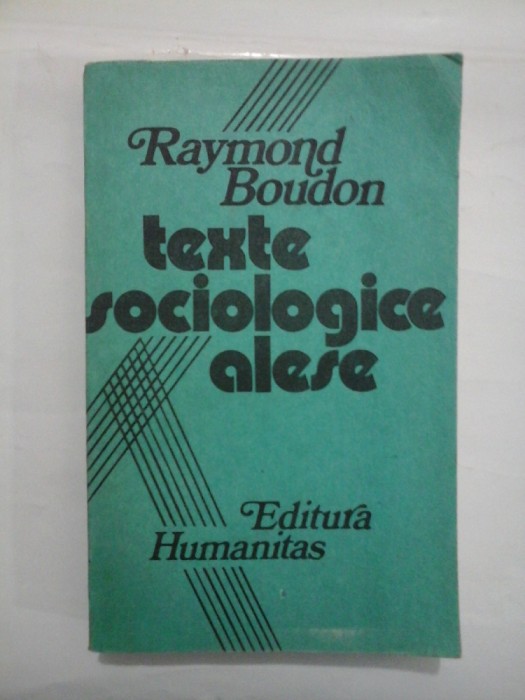 Raymond
Boudon
texte
sociologice
alese
Editura
Humanitas